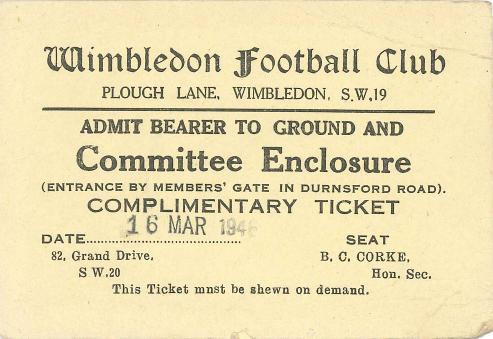 Wimbledon Football Club
PLOUGH LANE, WIMBLEDON, S.W.19
ADMIT BEARER TO GROUND AND
Committee Enclosure
(ENTRANCE BY MEMBERS' GATE IN DURNSFORD ROAD).
COMPLIMENTARY TICKET
DATE 16 MAR 1946 SEAT
82, Grand Drive, B. C. CORKE,
S W.20 Hon. Sec.
This Ticket mnst be shewn on demand.